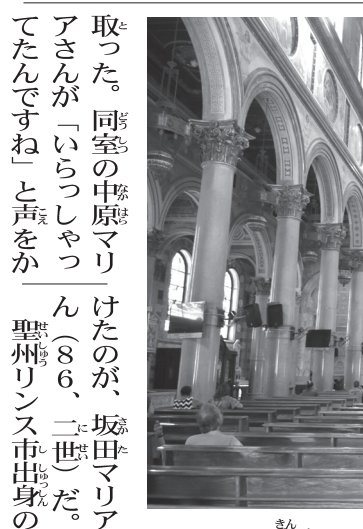 取った。同室の中原マリ
アさんが「いらっしゃっ
てたんですね」と声をか
けたのが、坂田マリア
ん（86、二世）だ。
聖州リンス市出身の
きん